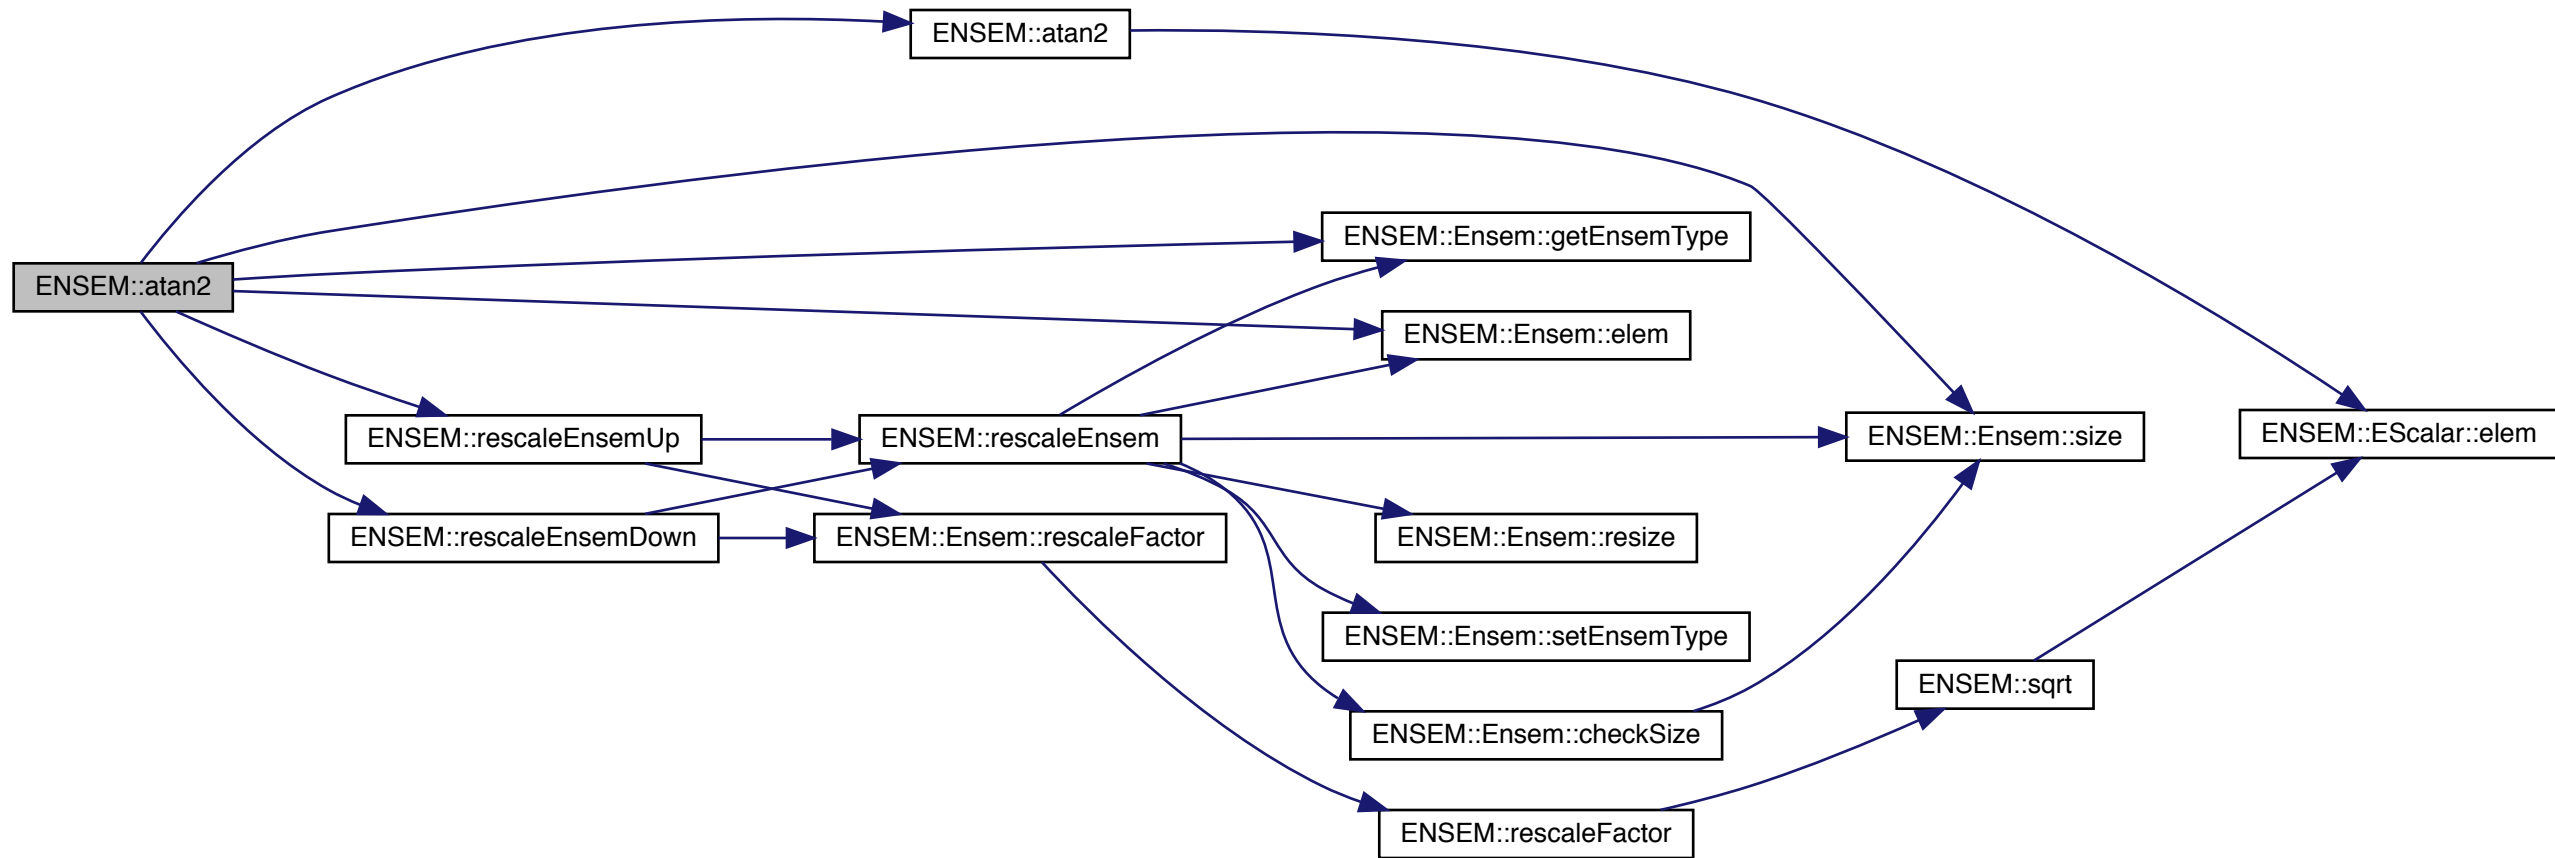 ENSEM::atan2
ENSEM::atan2
ENSEM::Ensem::getEnsemType
ENSEM::Ensem::elem
ENSEM::rescaleEnsemUp
ENSEM::rescaleEnsem
ENSEM::Ensem::size
ENSEM::EScalar::elem
ENSEM::rescaleEnsemDown
ENSEM::Ensem::rescaleFactor
ENSEM::Ensem::resize
ENSEM::Ensem::setEnsemType
ENSEM::sqrt
ENSEM::Ensem::checkSize
ENSEM::rescaleFactor